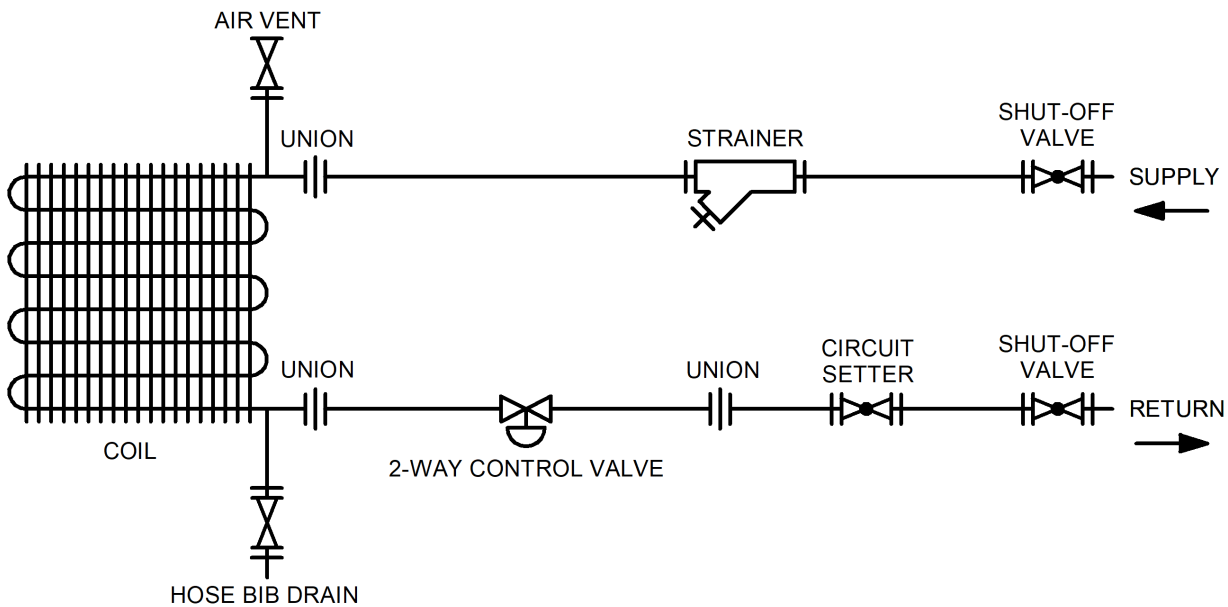 AIR VENT
UNION
STRAINER
SHUT-OFF
VALVE
SUPPLY
UNION
UNION
CIRCUIT
SETTER
SHUT-OFF
VALVE
RETURN
COIL
2-WAY CONTROL VALVE
HOSE BIB DRAIN